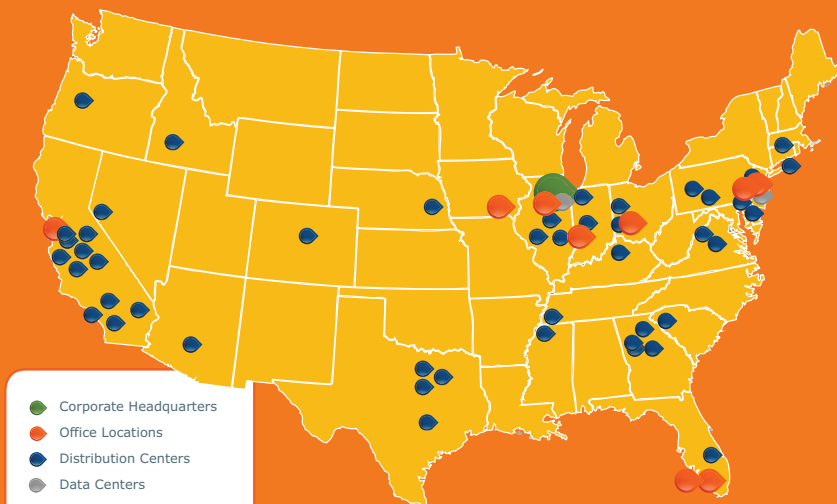 Corporate Headquarters
Office Locations
Distribution Centers
Data Centers